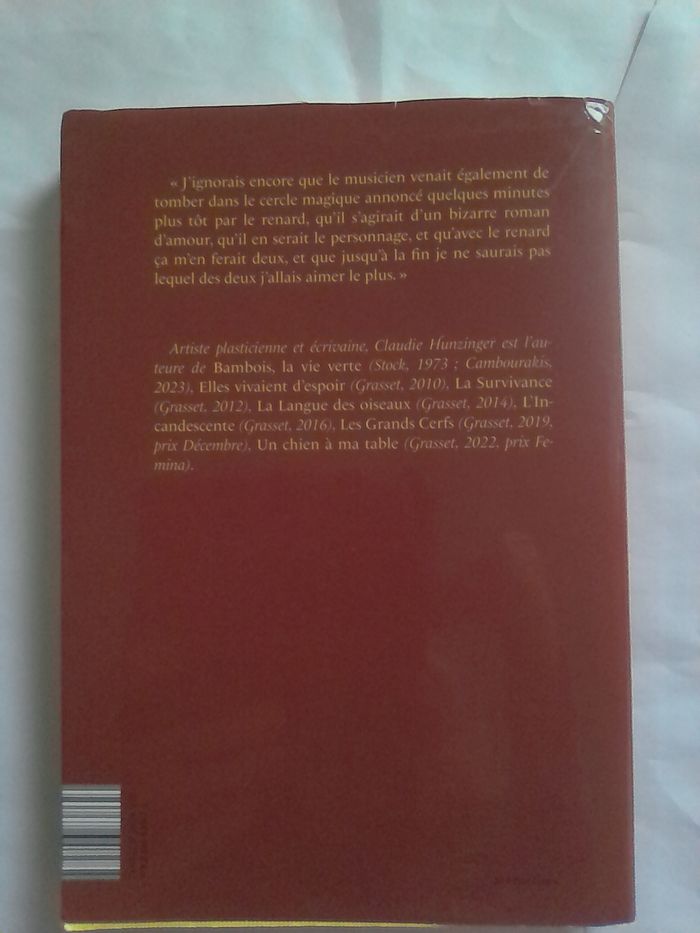 « J'ignorais encore que le musicien venait également de
tomber dans le cercle magique annoncé quelques minutes
plus tôt par le renard, qu'il s'agirait d'un bizarre roman
d'amour, qu'il en serait le personnage, et qu'avec le renard
ça m'en ferait deux, et que jusqu'à la fin je ne saurais pas
lequel des deux j'allais aimer le plus. »
Artiste plasticienne et écrivaine, Claudie Hunzinger est l'au-
teure de Bambois, la vie verte (Stock, 1973 ; Cambourakis,
2023), Elles vivaient d'espoir (Grasset, 2010), La Survivance
(Grasset, 2012), La Langue des oiseaux (Grasset, 2014), L'In-
candescente (Grasset, 2016), Les Grands Cerfs (Grasset, 2019,
prix Décembre), Un chien à ma table (Grasset, 2022, prix Fe-
mina).